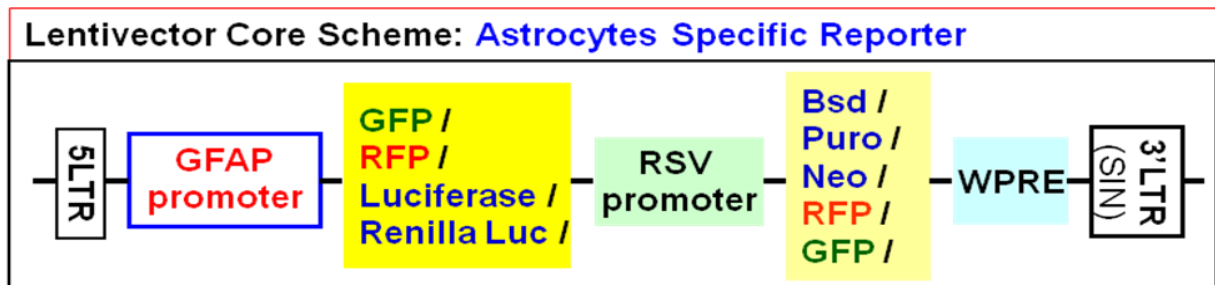 Lentivector Core Scheme: Astrocytes Specific Reporter
5LTR
GFAP
promoter
GFP /
RFP /
Luciferase /
Renilla Luc /
RSV
promoter
Bsd /
Puro /
Neo /
RFP /
GFP /
WPRE
3'LTR
(SIN)